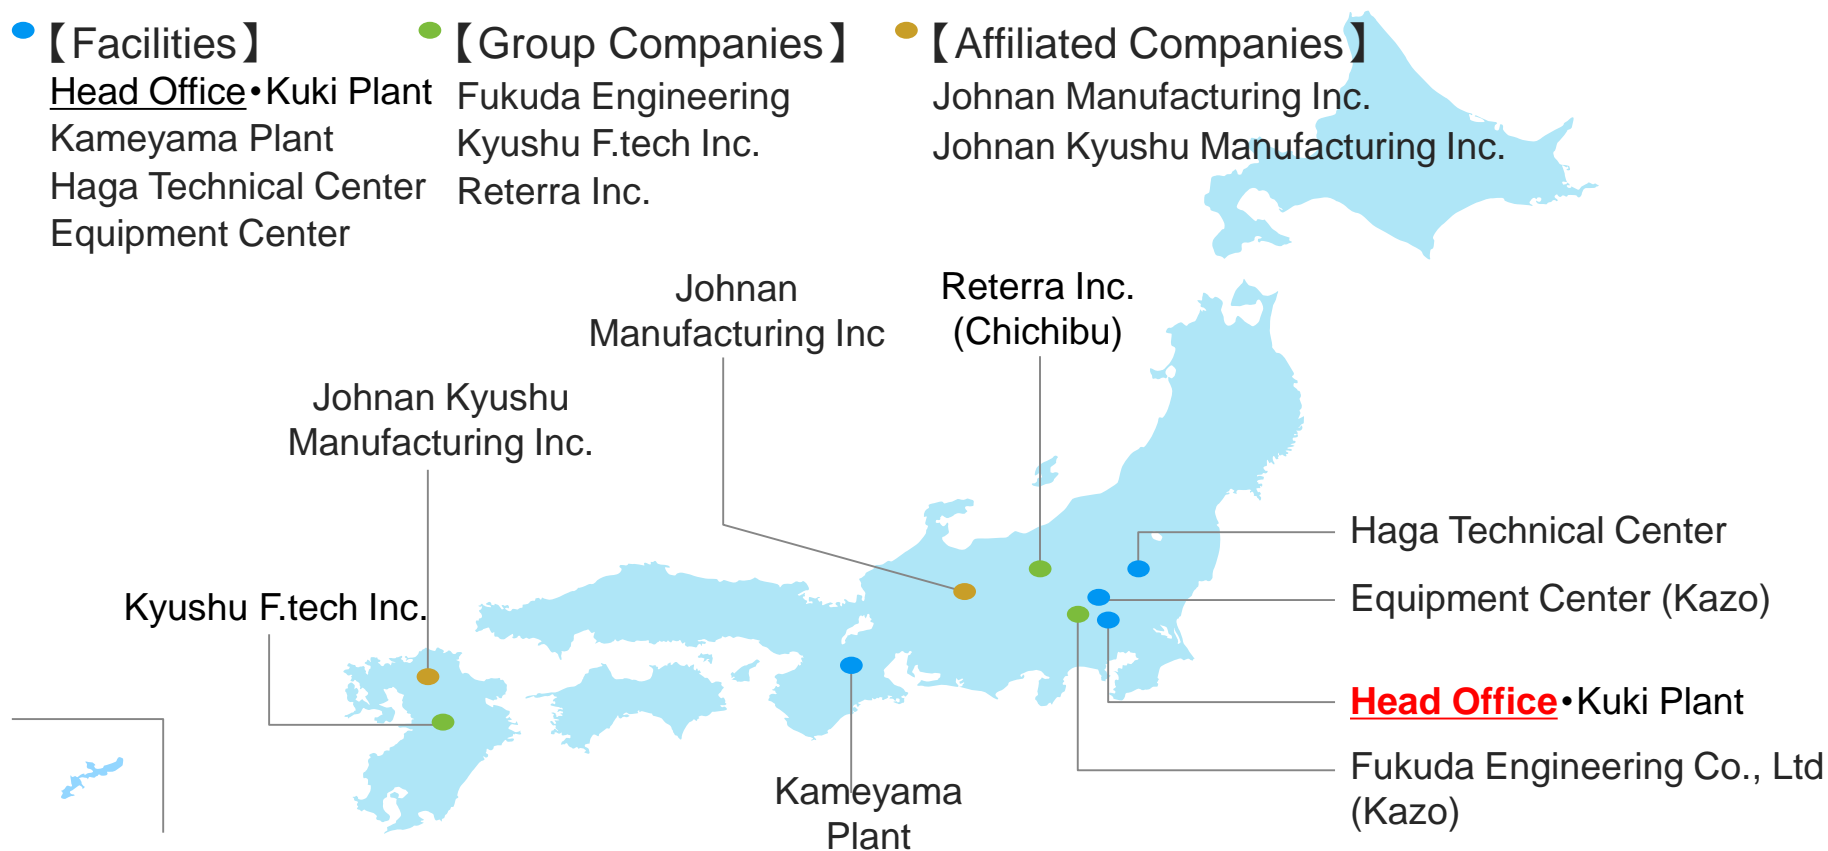 【Facilities】
Head Office・Kuki Plant
Kameyama Plant
Haga Technical Center
Equipment Center
【Group Companies】
Fukuda Engineering
Kyushu F.tech Inc.
Reterra Inc.
【Affiliated Companies】
Johnan Manufacturing Inc.
Johnan Kyushu Manufacturing Inc.
Johnan
Manufacturing Inc
Reterra Inc.
(Chichibu)
Johnan Kyushu
Manufacturing Inc.
Kyushu F.tech Inc.
Haga Technical Center
Equipment Center (Kazo)
Head Office・Kuki Plant
Fukuda Engineering Co., Ltd
(Kazo)
Kameyama
Plant